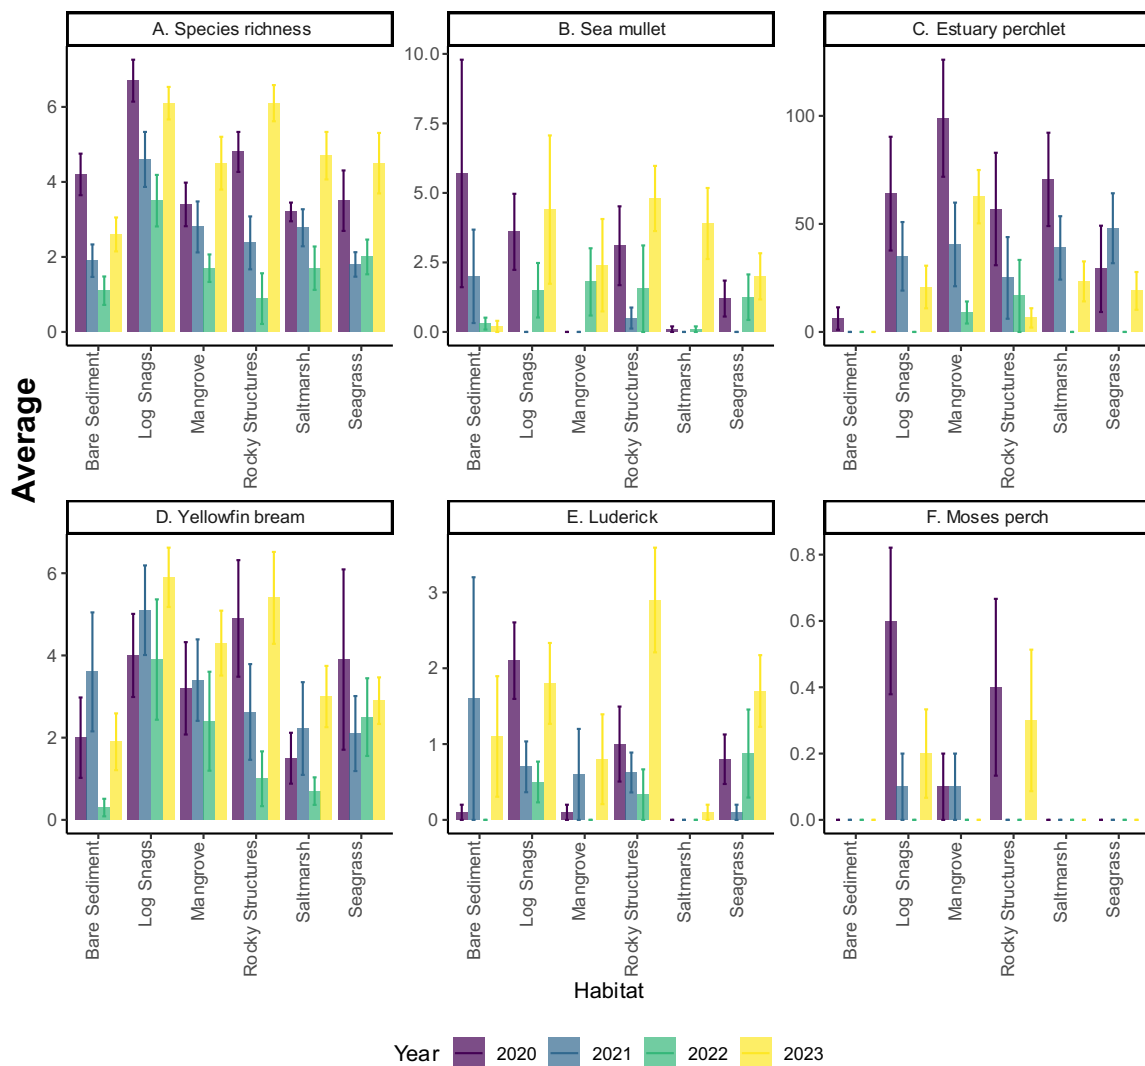 A. Species richness
B. Sea mullet
C. Estuary perchlet
6
4
2
0
10.0
7.5
5.0
2.5
0.0
100
50
0
Bare Sediment
Log Snags
Mangrove
Rocky Structures
Saltmarsh
Seagrass
Bare Sediment
Log Snags
Mangrove
Rocky Structures
Saltmarsh
Seagrass
Bare Sediment
Log Snags
Mangrove
Rocky Structures
Saltmarsh
Seagrass
Average
D. Yellowfin bream
E. Luderick
F. Moses perch
6
4
2
0
3
2
1
0
0.8
0.6
0.4
0.2
0.0
Bare Sediment
Log Snags
Mangrove
Rocky Structures
Saltmarsh
Seagrass
Bare Sediment
Log Snags
Mangrove
Rocky Structures
Saltmarsh
Seagrass
Bare Sediment
Log Snags
Mangrove
Rocky Structures
Saltmarsh
Seagrass
Habitat
Year 2020 2021 2022 2023